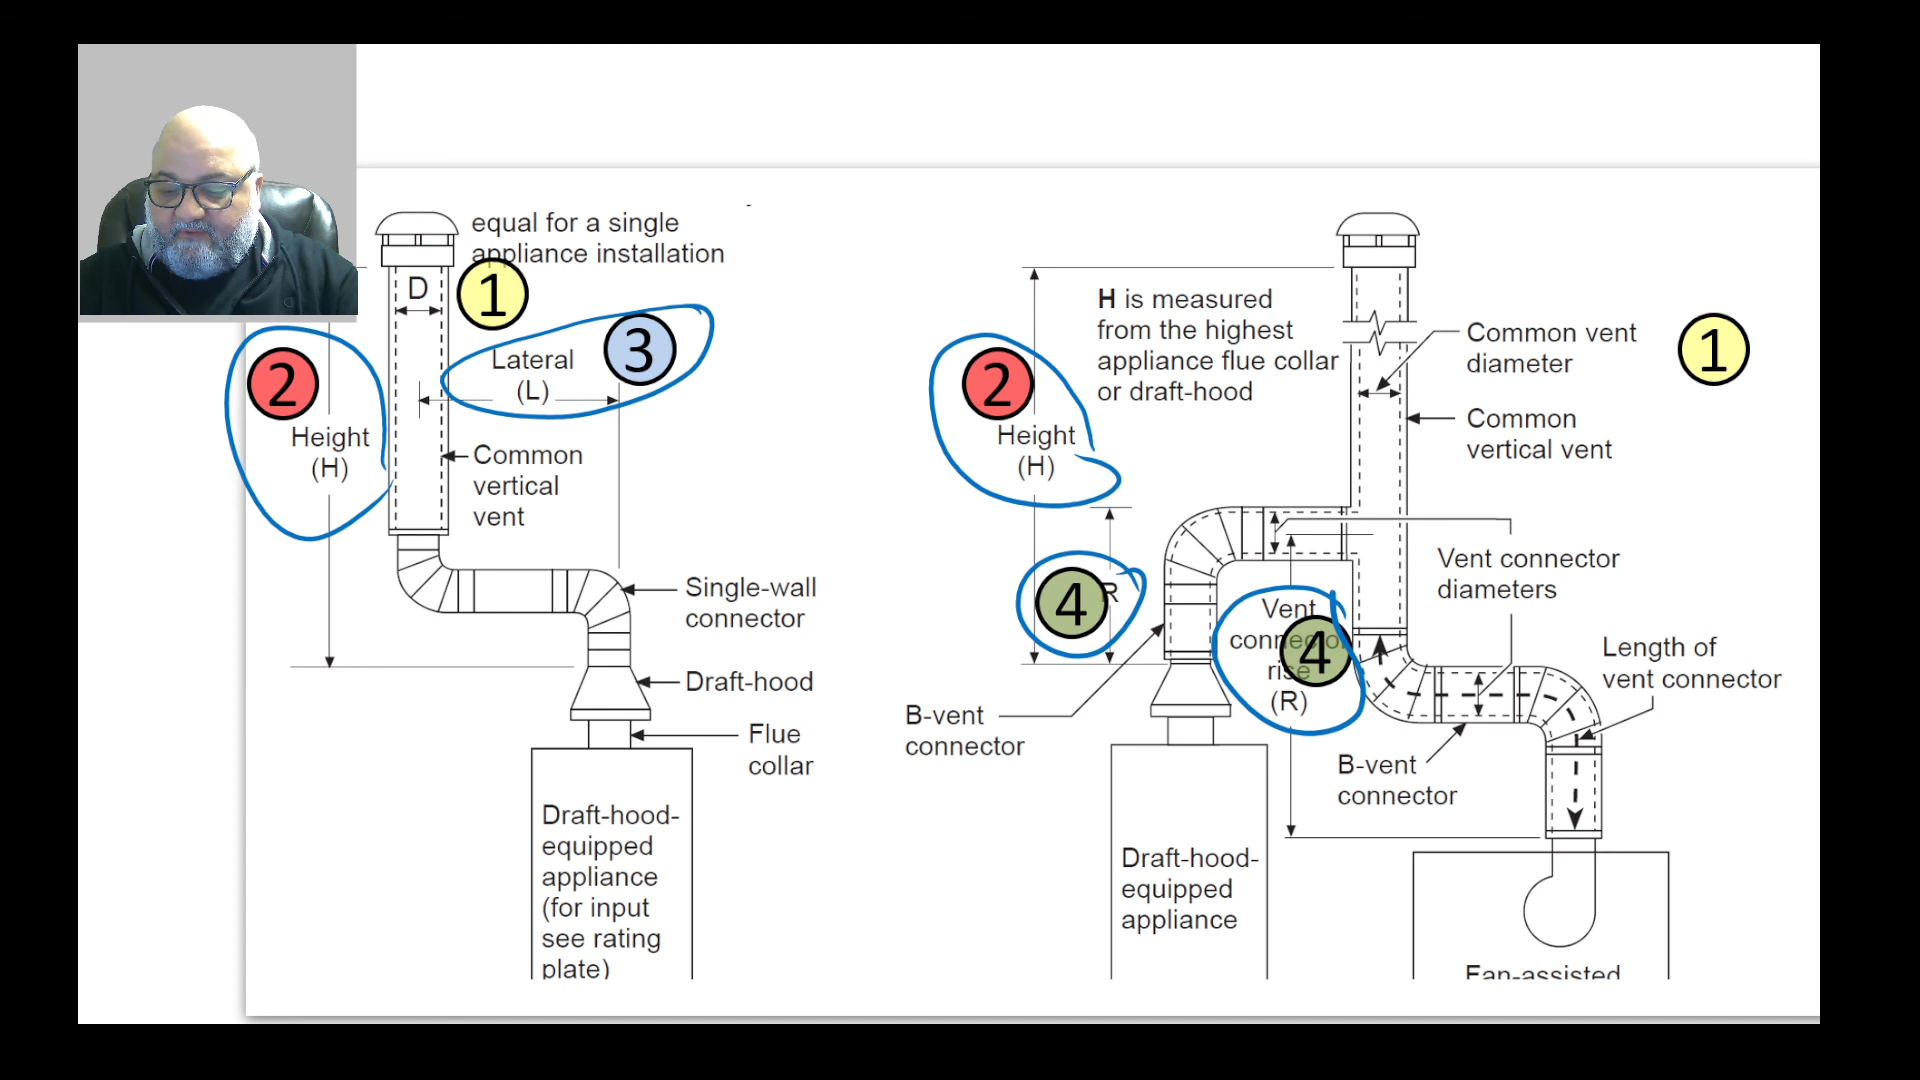 equal for a single
appliance installation
D
1
Lateral
(L)
3
2
Height
(H)
Common
vertical
vent
Single-wall
connector
Draft-hood
Flue
collar
Draft-hood-
equipped
appliance
(for input
see rating
plate)
H is measured
from the highest
appliance flue collar
or draft-hood
2
Height
(H)
Common vent
diameter
1
Common
vertical vent
4
R
Vent
connector
rise
(R)
4
Vent connector
diameters
Length of
vent connector
B-vent
connector
B-vent
connector
Draft-hood-
equipped
appliance
Fan-assisted